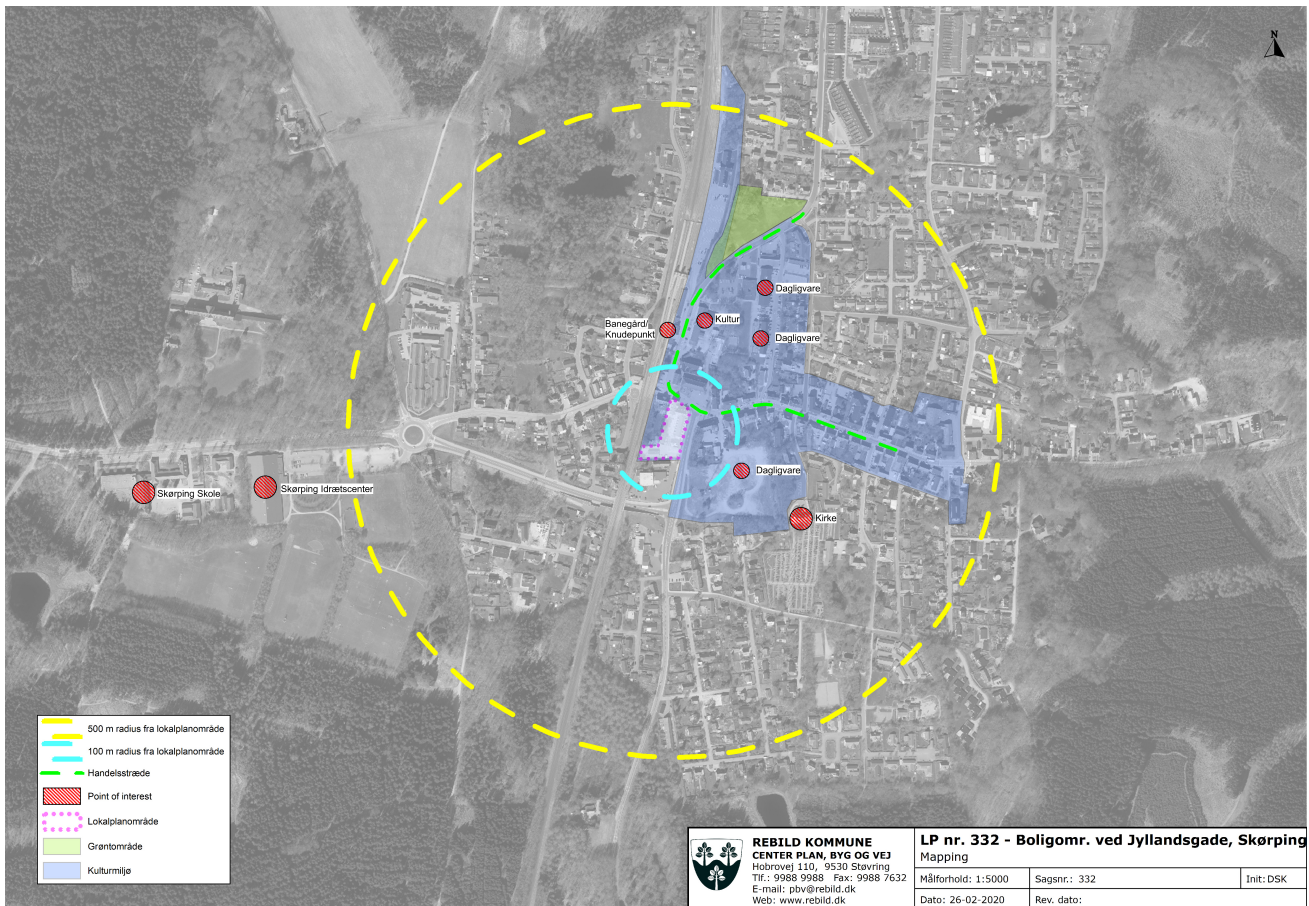 N
Dagligvare
Kultur
Banegård/
Knudepunkt
Dagligvare
Dagligvare
Skørping Skole
Skørping Idrætscenter
Kirke
500 m radius fra lokalplanområde
100 m radius fra lokalplanområde
Handelsstræde
Point of interest
Lokalplanområde
Grøntområde
Kulturmiljø
REBILD KOMMUNE
CENTER PLAN, BYG OG VEJ
Hobrovej 110, 9530 Støvring
Tlf.: 9988 9988 Fax: 9988 7632
E-mail: pbv@rebild.dk
Web: www.rebild.dk
LP nr. 332 - Boligomr. ved Jyllandsgade, Skørping
Mapping
Målforhold: 1:5000
Sagsnr.: 332
Init: DSK
Dato: 26-02-2020
Rev. dato: